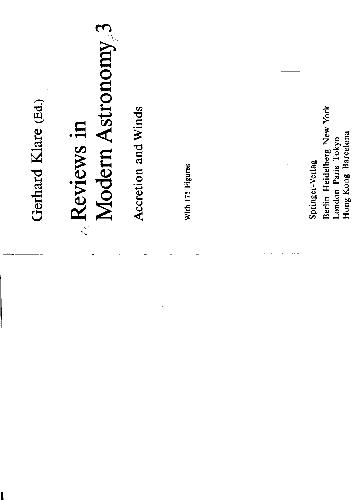 Gerhard Klare (Ed.)
Reviews in
Modern Astronomy 3
Accretion and Winds
With 175 Figures
Springer-Verlag
Berlin Heidelberg New York
London Paris Tokyo
Hong Kong Barcelona